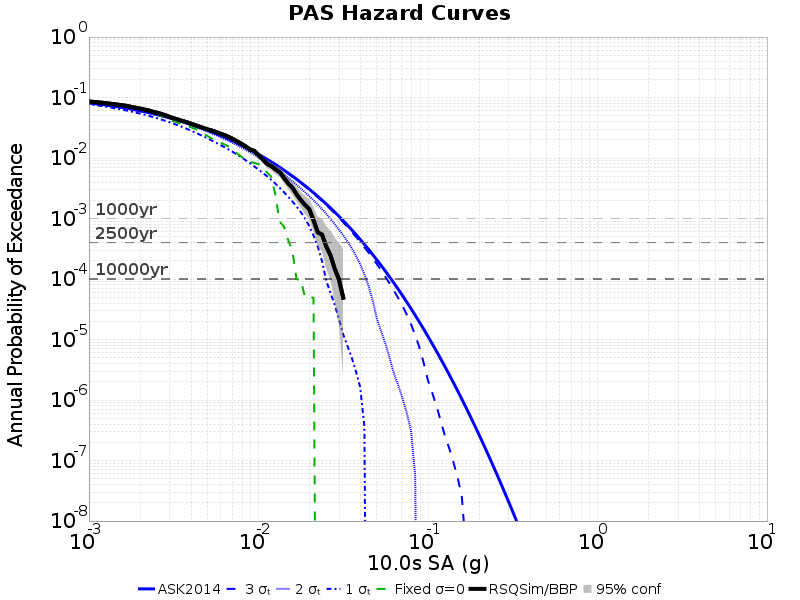 PAS Hazard Curves
Annual Probability of Exceedance
10^0
10^-1
10^-2
10^-3
10^-4
10^-5
10^-6
10^-7
10^-8
1000yr
2500yr
10000yr
10^-3 10^-2 10^-1 10^0 10^1
10.0s SA (g)
ASK2014 3 σₜ 2 σₜ 1 σₜ Fixed σ=0 RSQSim/BBP 95% conf